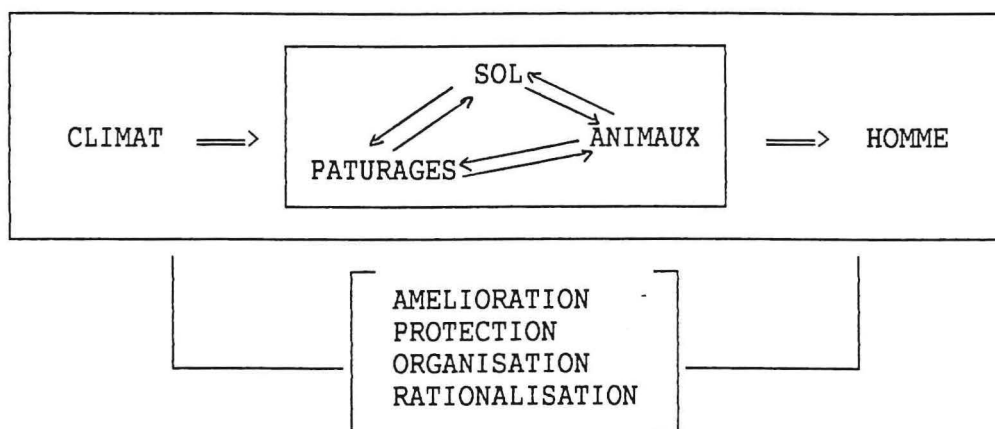 SOL
CLIMAT ANIMAUX HOMME
PATURAGES
AMELIORATION
PROTECTION
ORGANISATION
RATIONALISATION